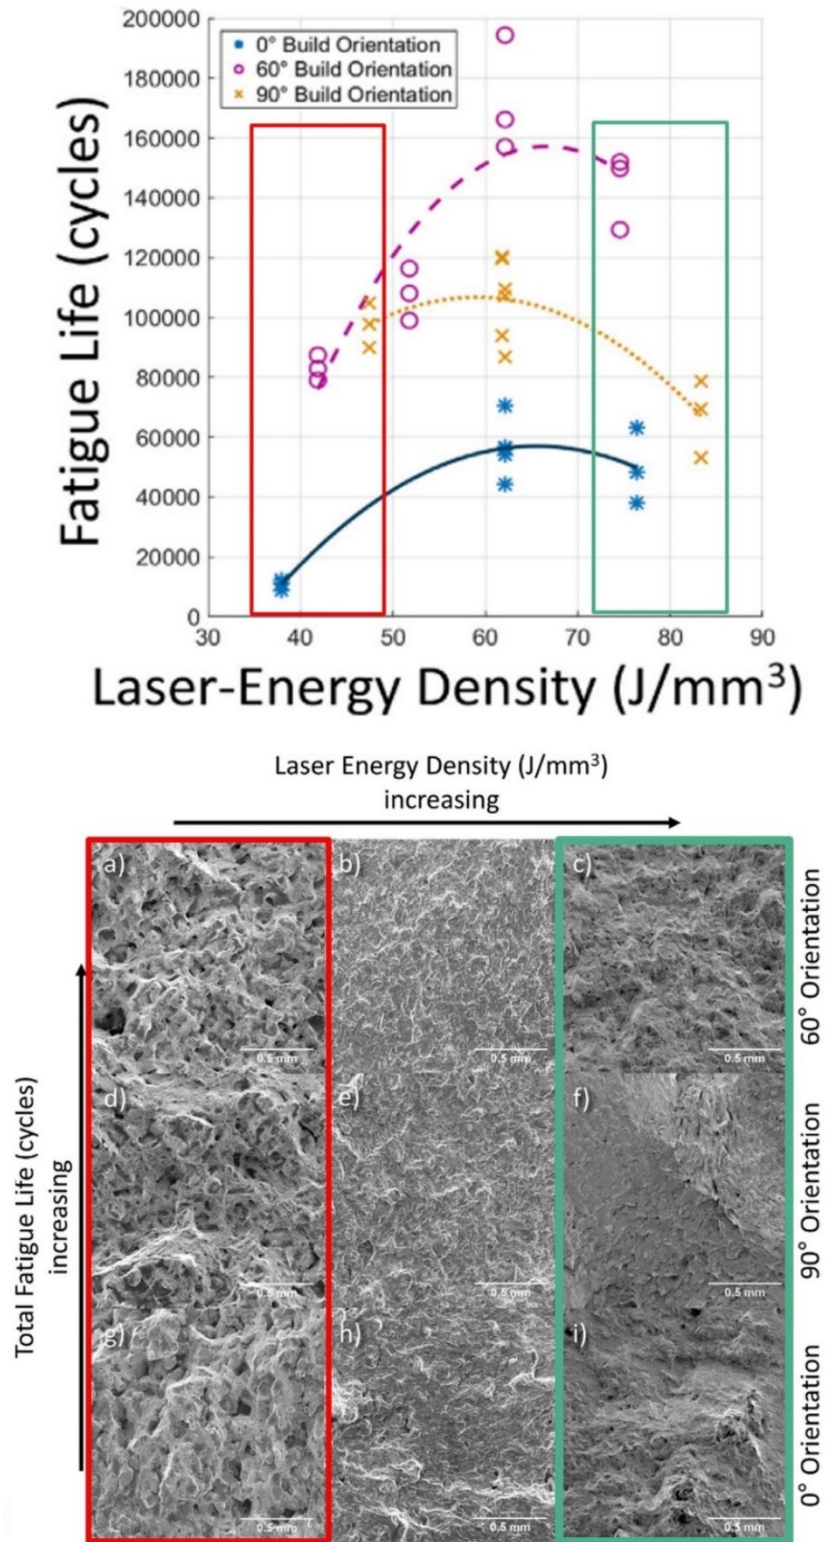 200000
180000
160000
140000
120000
100000
80000
60000
40000
20000
0
Fatigue Life (cycles)
0° Build Orientation
60° Build Orientation
90° Build Orientation
30 40 50 60 70 80 90
Laser-Energy Density (J/mm³)
Laser Energy Density (J/mm³)
increasing
Total Fatigue Life (cycles)
increasing
a) b) c)
0.5 mm 0.5 mm 0.5 mm
60° Orientation
d) e) f)
0.5 mm 0.5 mm 0.5 mm
90° Orientation
g) h) i)
0.5 mm 0.5 mm 0.5 mm
0° Orientation